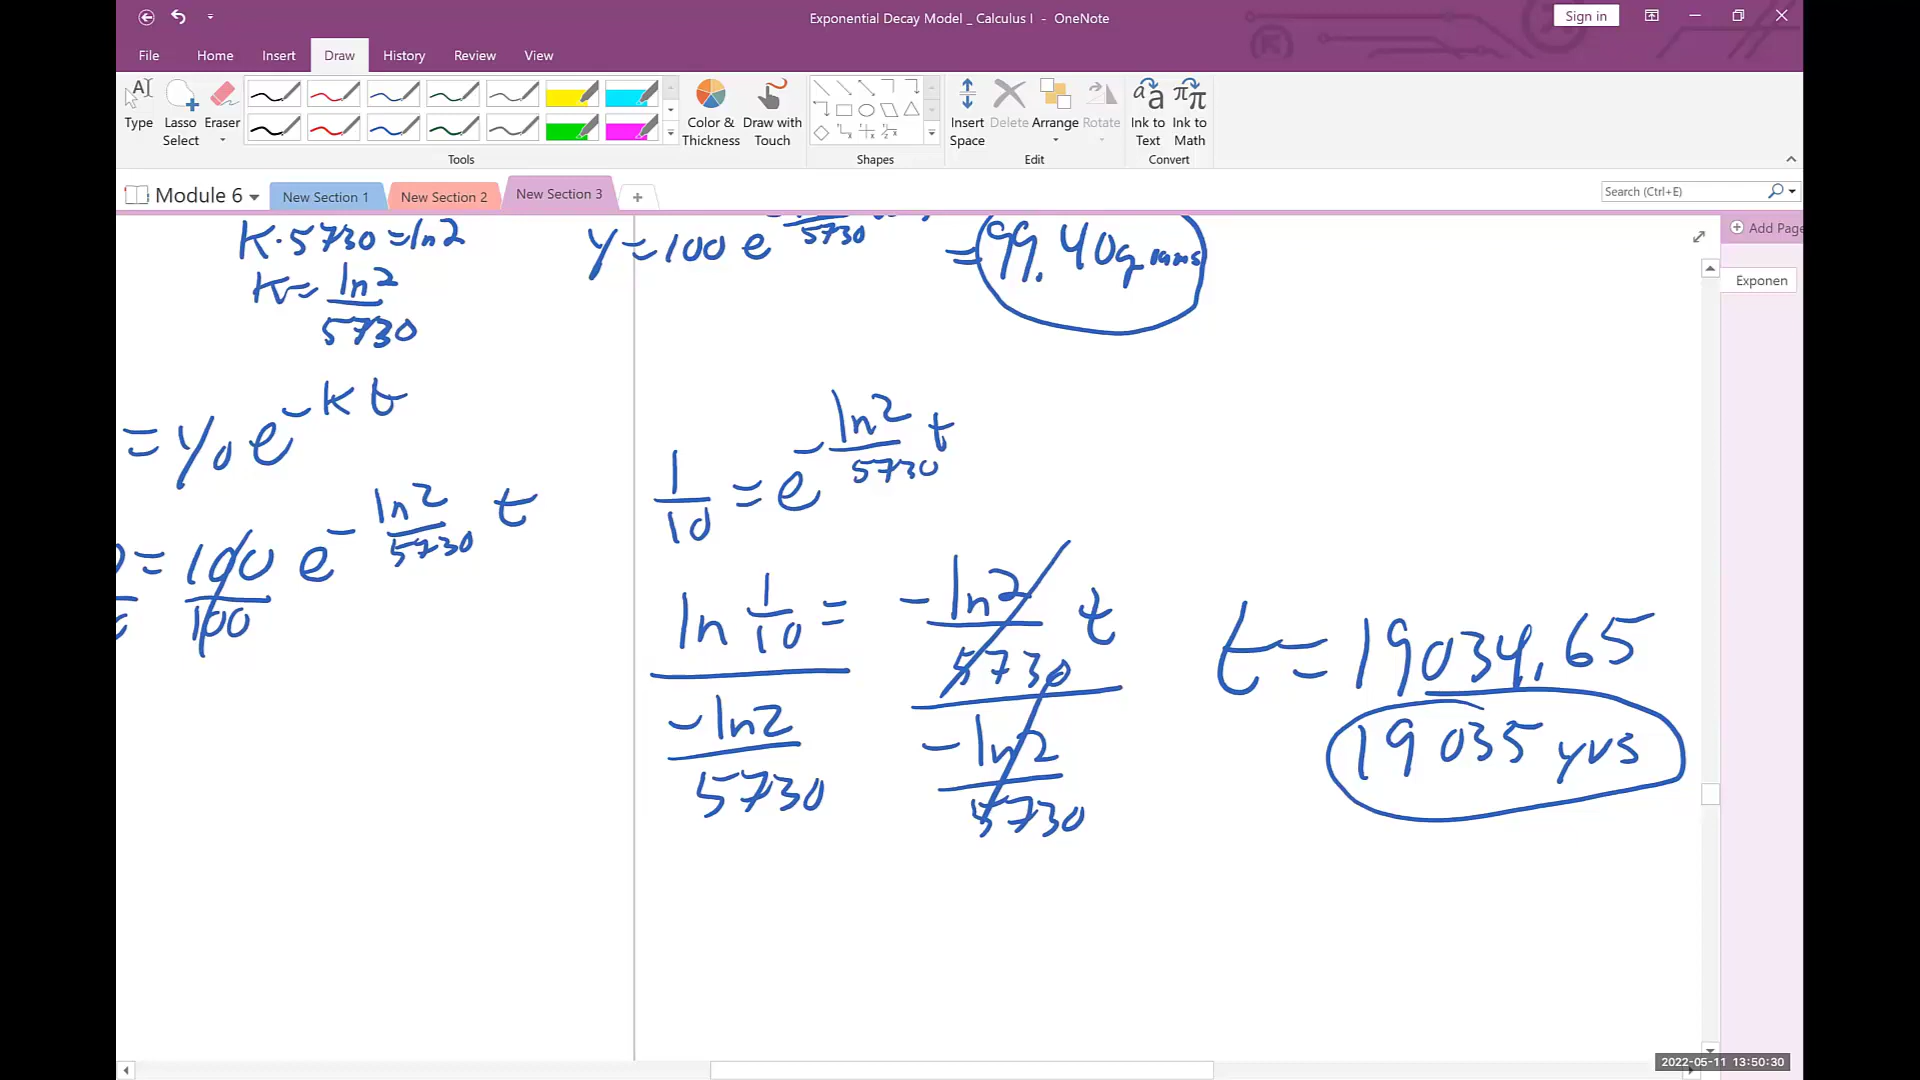 Exponential Decay Model _ Calculus I - OneNote
Sign in
File Home Insert Draw History Review View
Type
Lasso Select
Eraser
Color & Thickness
Draw with Touch
Insert Space
Delete
Arrange
Rotate
Ink to Text
Ink to Math
Tools
Shapes
Edit
Convert
Module 6
New Section 1
New Section 2
New Section 3
Search (Ctrl+E)
Add Page
Exponen
K·5730=ln2
K=ln2/5730
=y₀e^(-Kt)
0=100/100 e^(-ln2/5730 t)
y=100e 5730 =99.40grams
1/10=e^(-ln2/5730 t)
ln 1/10 = -ln2/5730 t
-ln2/5730 -ln2/5730
t=19034.65
19035 yrs
2022-05-11 13:50:30